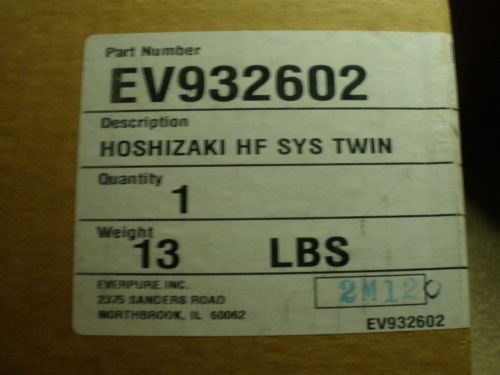 Part Number
EV932602
Description
HOSHIZAKI HF SYS TWIN
Quantity
1
Weight
13 LBS
EVERPURE, INC.
2375 SANDERS ROAD
NORTHBROOK, IL 60062
2M12
EV932602